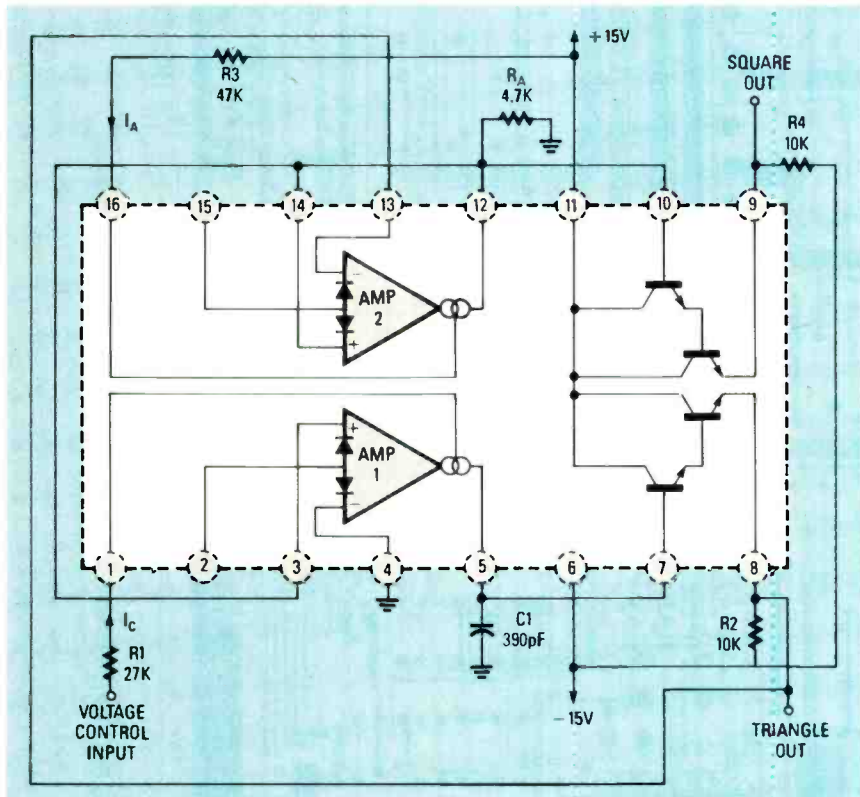 +15V
R3
47K
RA
4.7K
SQUARE
OUT
R4
10K
IA
16
15
14
13
12
11
10
9
−
AMP
2
+
+
AMP
1
−
1
2
3
4
5
6
7
8
IC
R1
27K
VOLTAGE
CONTROL
INPUT
C1
390pF
R2
10K
−15V
TRIANGLE
OUT